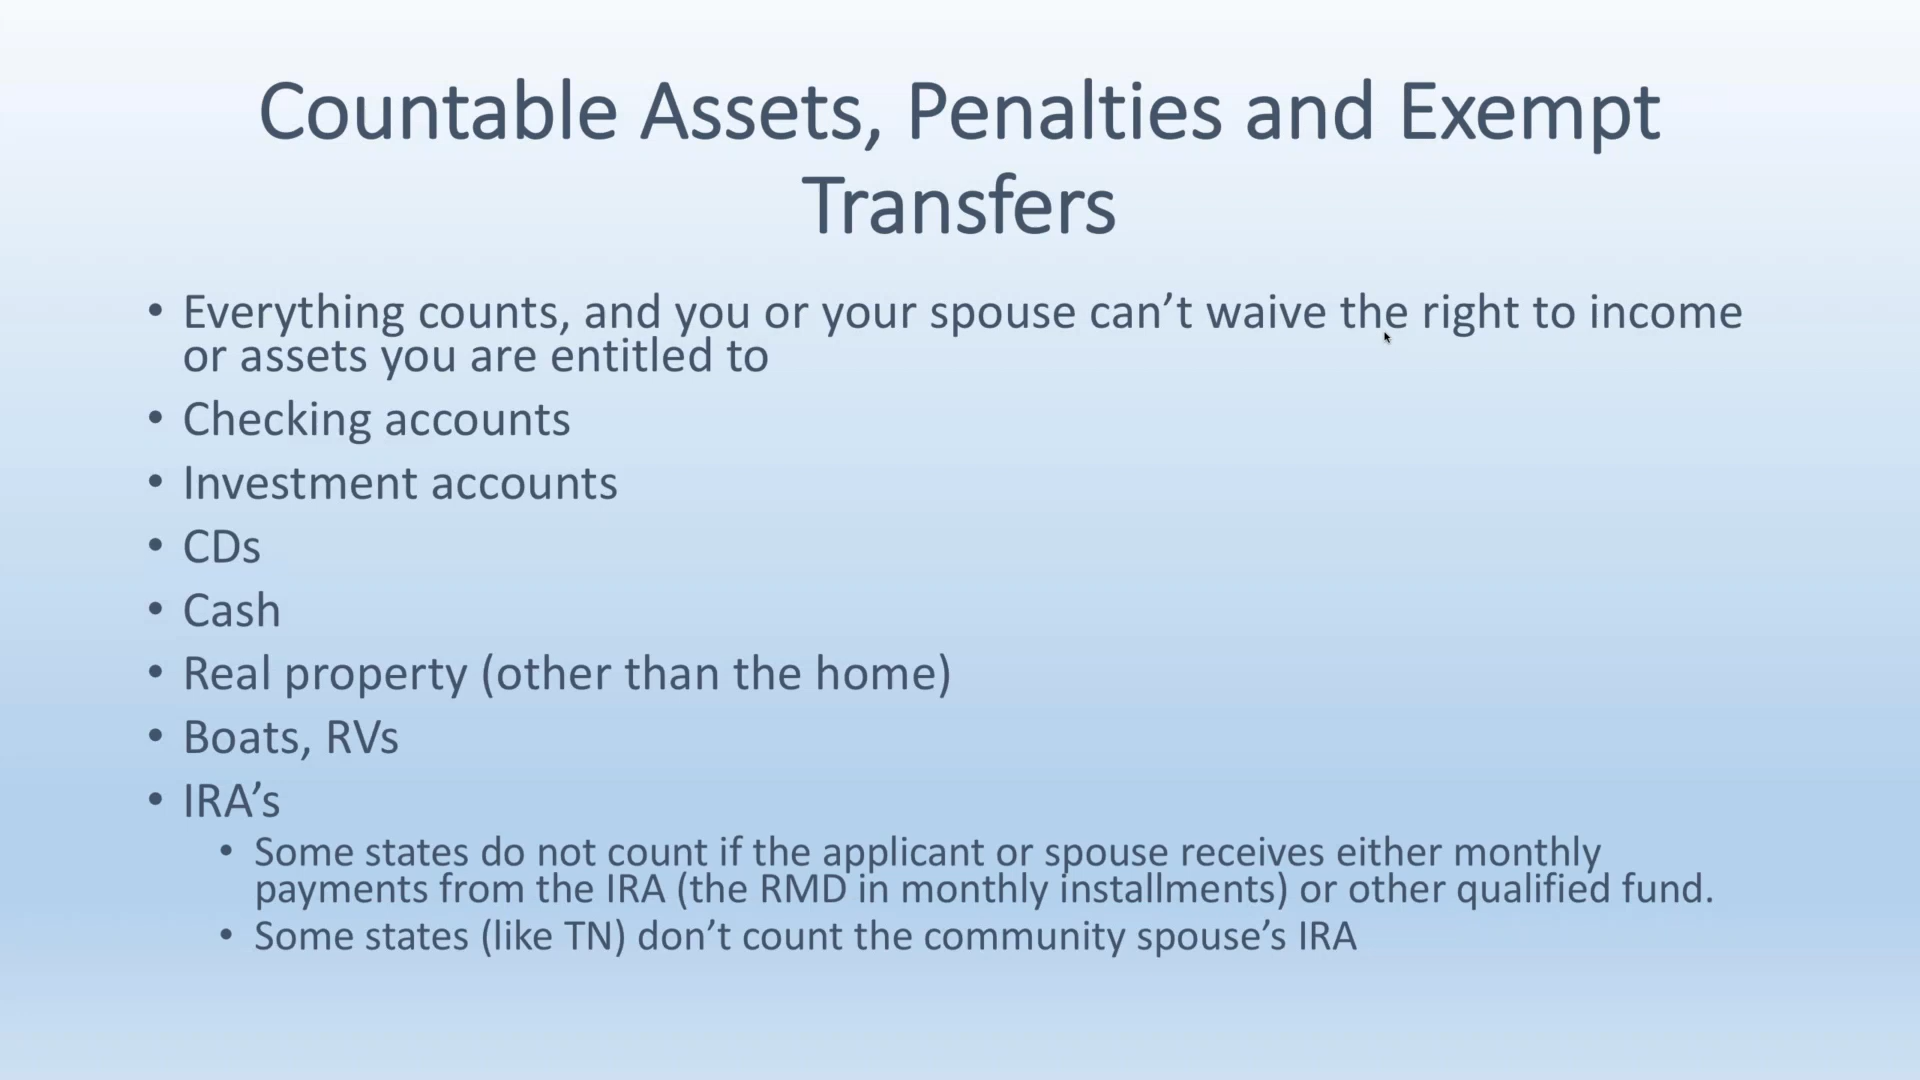 Countable Assets, Penalties and Exempt
Transfers
• Everything counts, and you or your spouse can’t waive the right to income
or assets you are entitled to
• Checking accounts
• Investment accounts
• CDs
• Cash
• Real property (other than the home)
• Boats, RVs
• IRA’s
• Some states do not count if the applicant or spouse receives either monthly
payments from the IRA (the RMD in monthly installments) or other qualified fund.
• Some states (like TN) don’t count the community spouse’s IRA